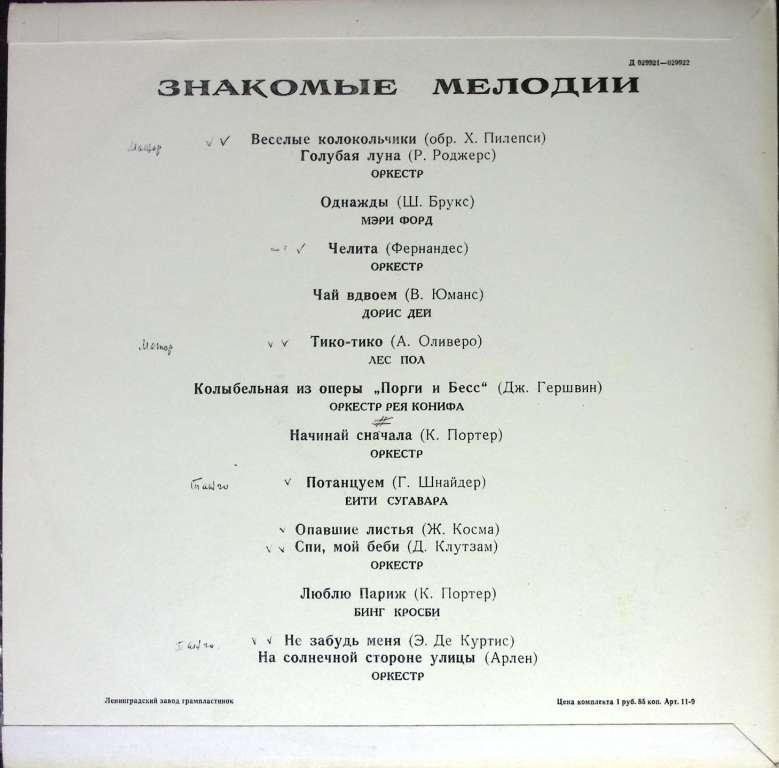 Д 029921—029922
ЗНАКОМЫЕ МЕЛОДИИ
Веселые колокольчики (обр. Х. Пилепси)
Голубая луна (Р. Роджерс)
ОРКЕСТР
Однажды (Ш. Брукс)
МЭРИ ФОРД
Челита (Фернандес)
ОРКЕСТР
Чай вдвоем (В. Юманс)
ДОРИС ДЕЙ
Тико-тико (А. Оливеро)
ЛЕС ПОЛ
Колыбельная из оперы „Порги и Бесс“ (Дж. Гершвин)
ОРКЕСТР РЕЯ КОНИФА
#
Начинай сначала (К. Портер)
ОРКЕСТР
Танго Потанцуем (Г. Шнайдер)
ЕЙТИ СУГАВАРА
Опавшие листья (Ж. Косма)
Спи, мой беби (Д. Клутзам)
ОРКЕСТР
Люблю Париж (К. Портер)
БИНГ КРОСБИ
Танго Не забудь меня (Э. Де Куртис)
На солнечной стороне улицы (Арлен)
ОРКЕСТР
Ленинградский завод грампластинок
Цена комплекта 1 руб. 85 коп. Арт. 11-9